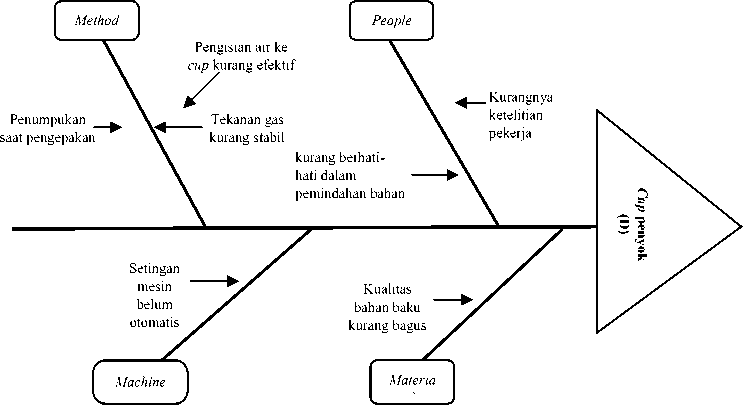 Method
People
Pengisian air ke
cup kurang efektif
Penumpukan
saat pengepakan
Tekanan gas
kurang stabil
Kurangnya
ketelitian
pekerja
kurang berhati-
hati dalam
pemindahan bahan
Cup penyok
(D)
Setingan
mesin
belum
otomatis
Kualitas
bahan baku
kurang bagus
Machine
Materia